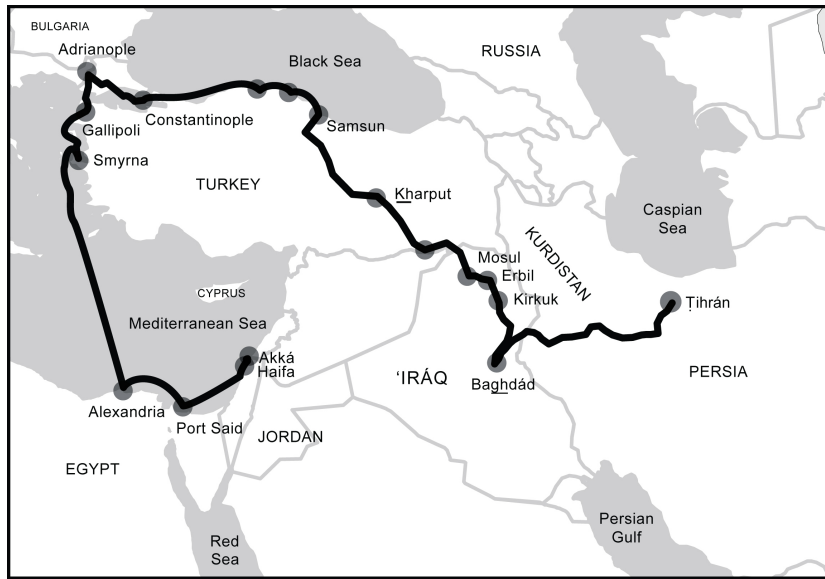 BULGARIA
Adrianople
Black Sea
RUSSIA
Constantinople
Gallipoli
Samsun
Smyrna
TURKEY
Kharput
Caspian
Sea
KURDISTAN
Mosul
Erbil
Kirkuk
Ṭihrán
CYPRUS
Mediterranean Sea
Akká
Haifa
‘IRÁQ
Baghdád
PERSIA
Alexandria
Port Said
JORDAN
EGYPT
Persian
Gulf
Red
Sea